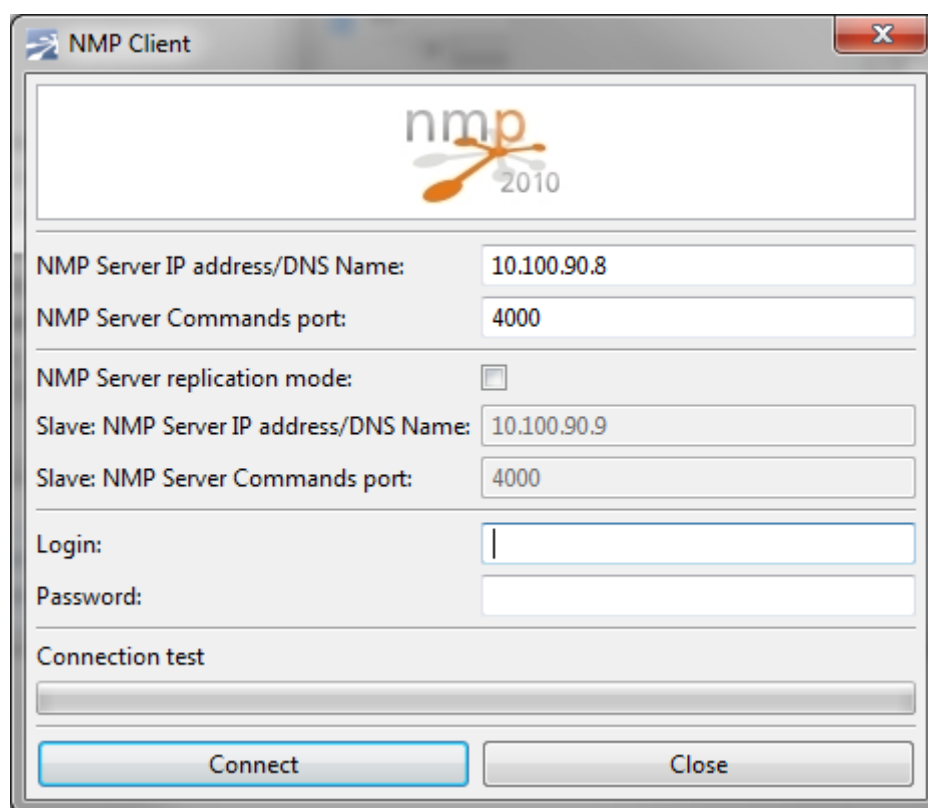 NMP Client
nmp
2010
NMP Server IP address/DNS Name: 10.100.90.8
NMP Server Commands port: 4000
NMP Server replication mode:
Slave: NMP Server IP address/DNS Name: 10.100.90.9
Slave: NMP Server Commands port: 4000
Login:
Password:
Connection test
Connect Close